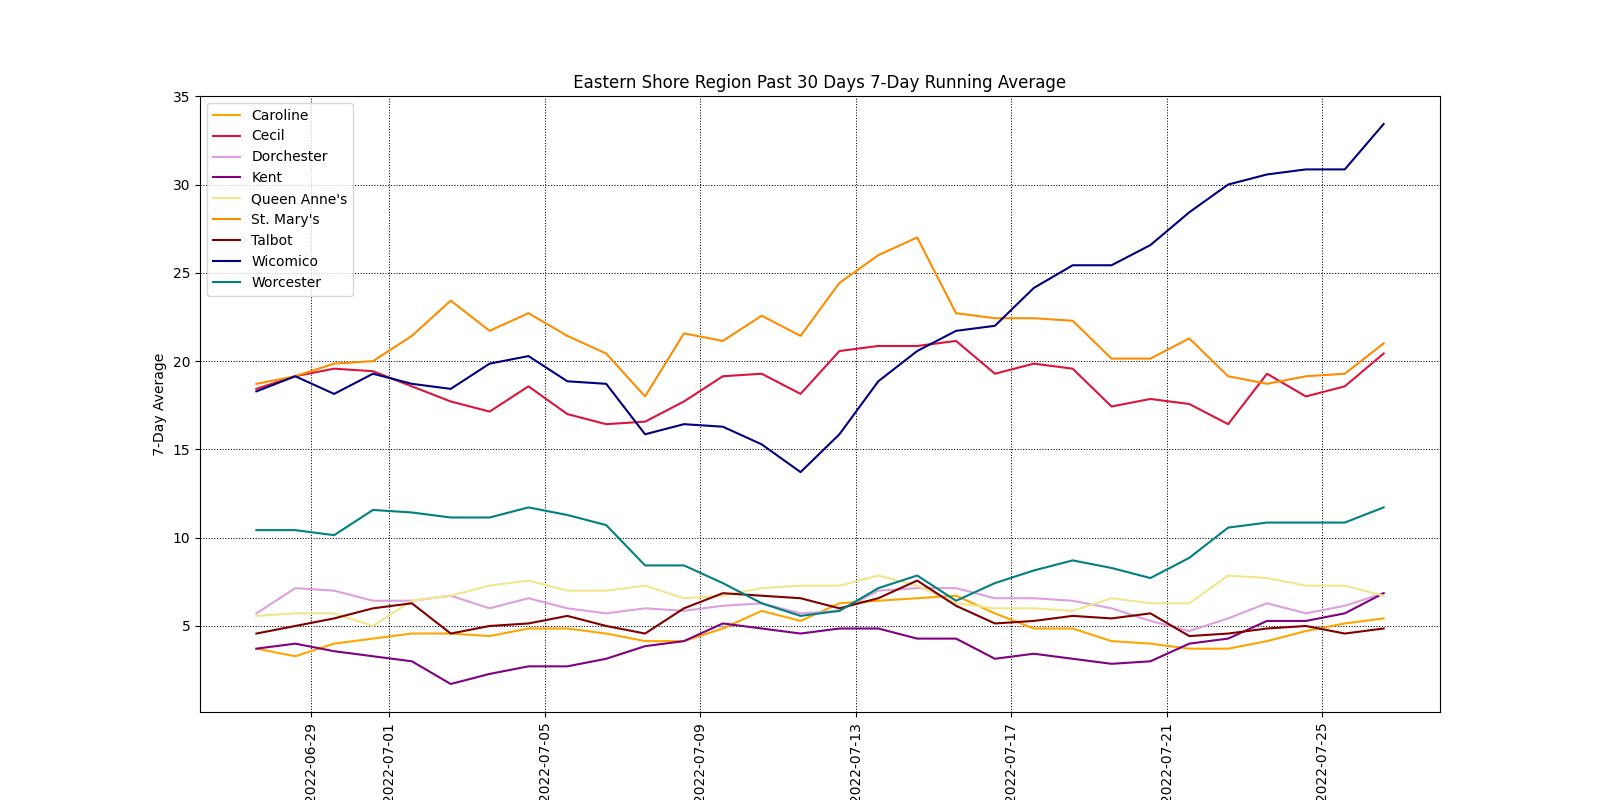 Eastern Shore Region Past 30 Days 7-Day Running Average
35
30
25
20
15
10
5
7-Day Average
Caroline
Cecil
Dorchester
Kent
Queen Anne's
St. Mary's
Talbot
Wicomico
Worcester
2022-06-29
2022-07-01
2022-07-05
2022-07-09
2022-07-13
2022-07-17
2022-07-21
2022-07-25